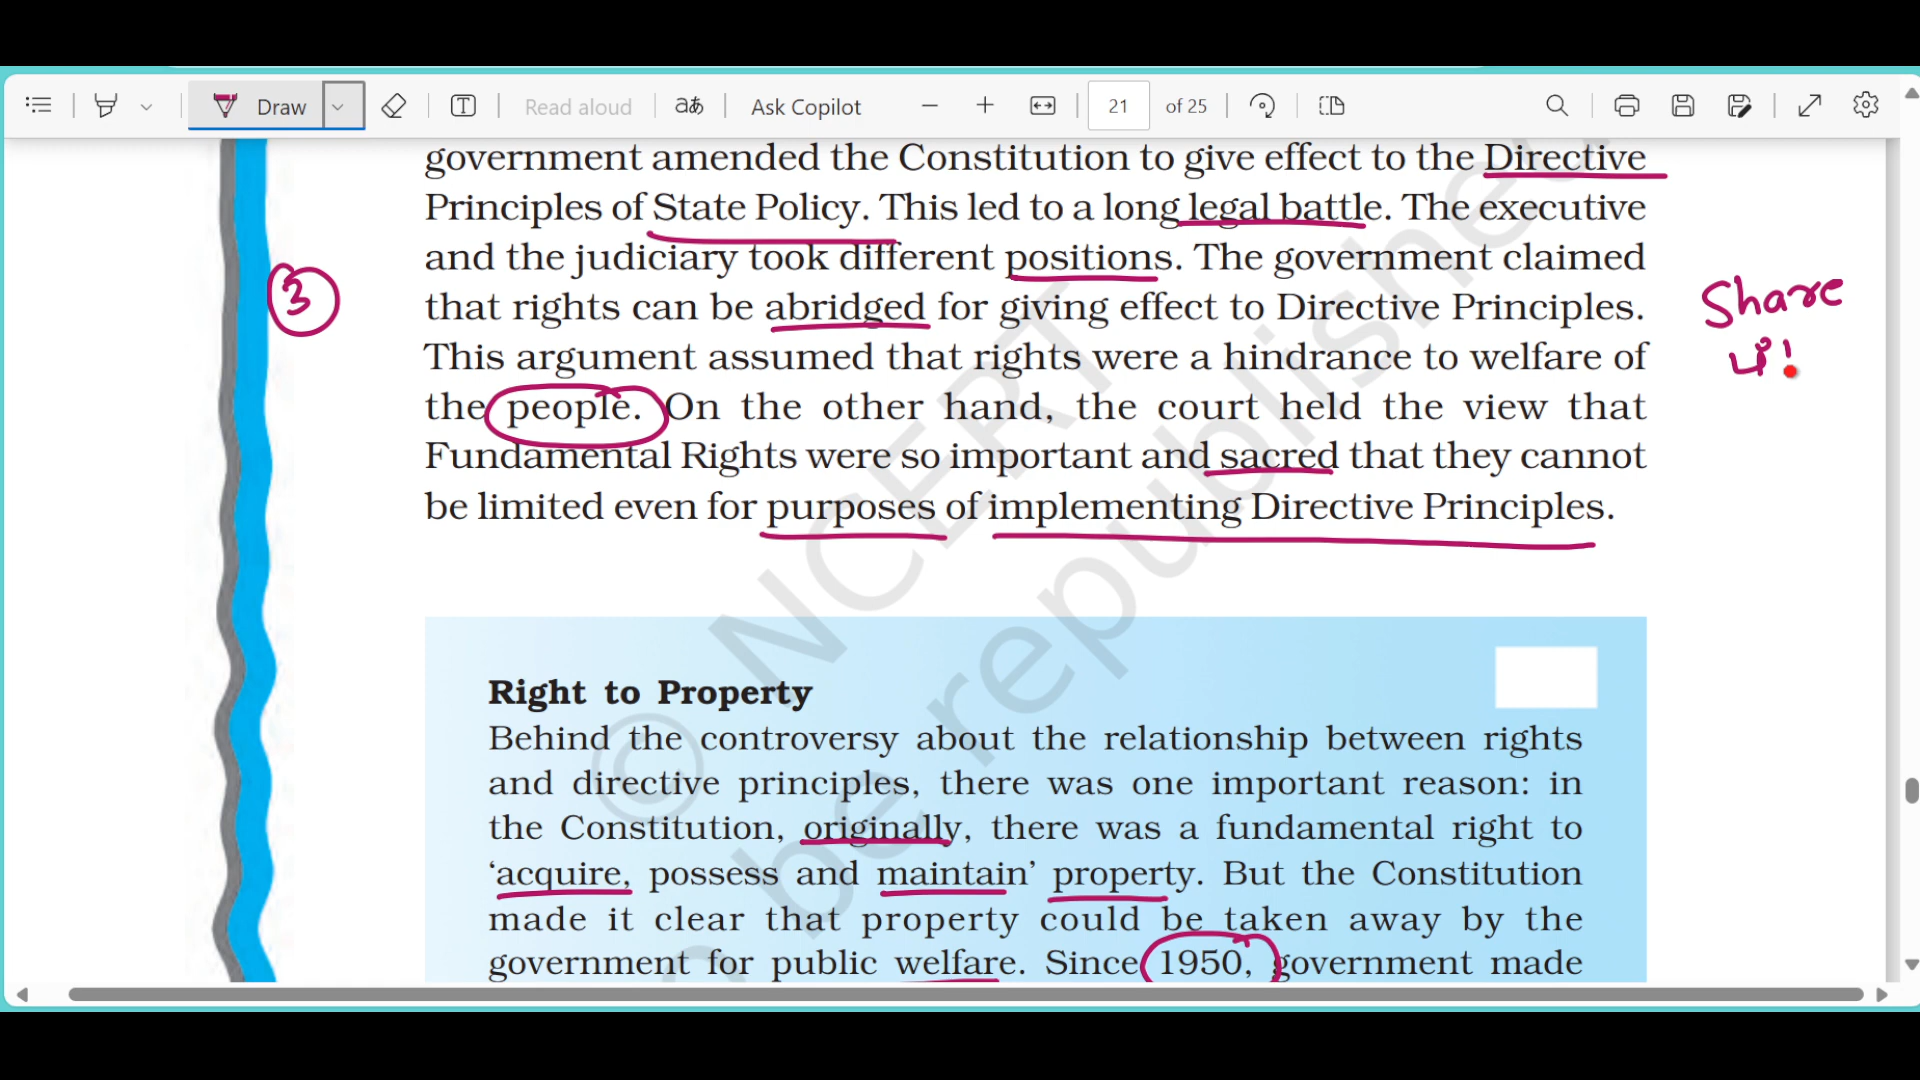 Draw
Read aloud
aあ
Ask Copilot
21 of 25
government amended the Constitution to give effect to the Directive
Principles of State Policy. This led to a long legal battle. The executive
and the judiciary took different positions. The government claimed
that rights can be abridged for giving effect to Directive Principles.
This argument assumed that rights were a hindrance to welfare of
the people. On the other hand, the court held the view that
Fundamental Rights were so important and sacred that they cannot
be limited even for purposes of implementing Directive Principles.
3
Share
Right to Property
Behind the controversy about the relationship between rights
and directive principles, there was one important reason: in
the Constitution, originally, there was a fundamental right to
‘acquire, possess and maintain’ property. But the Constitution
made it clear that property could be taken away by the
government for public welfare. Since 1950, government made
© NCERT
be republished